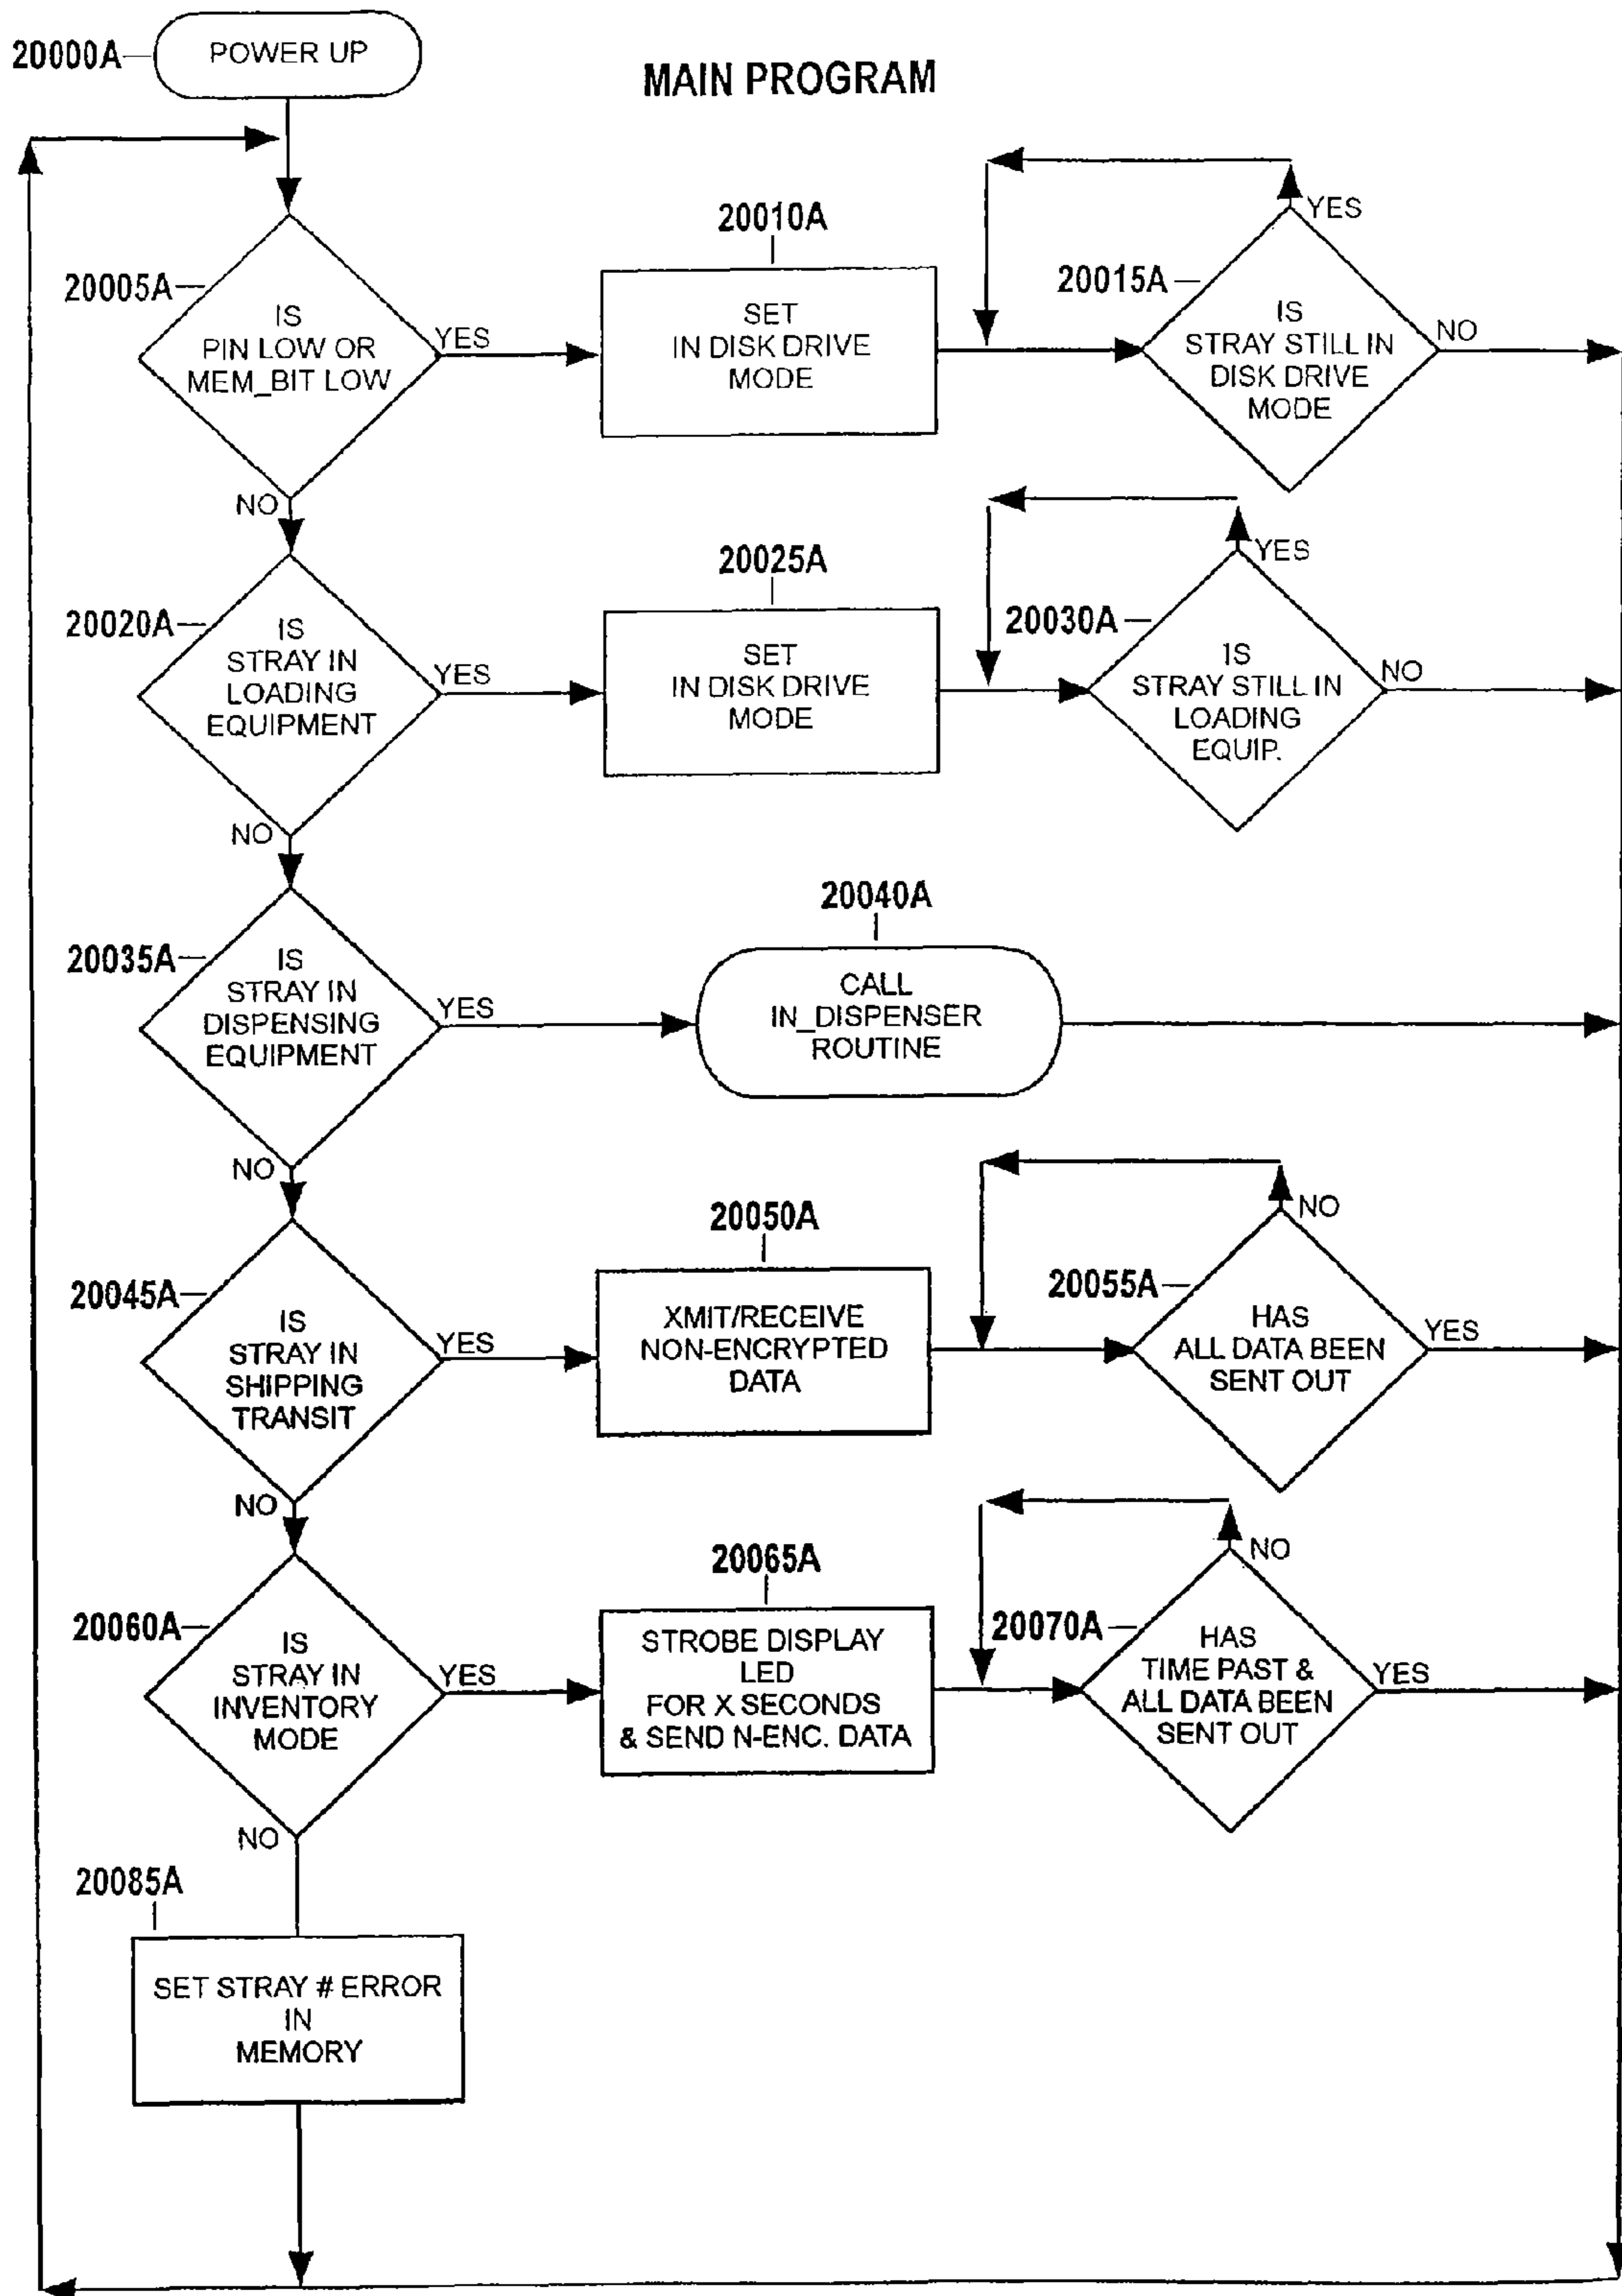 20000A
POWER UP
MAIN PROGRAM
20005A
IS
PIN LOW OR
MEM_BIT LOW
YES
NO
20010A
SET
IN DISK DRIVE
MODE
20015A
IS
STRAY STILL IN
DISK DRIVE
MODE
YES
NO
20020A
IS
STRAY IN
LOADING
EQUIPMENT
YES
NO
20025A
SET
IN DISK DRIVE
MODE
20030A
IS
STRAY STILL IN
LOADING
EQUIP.
YES
NO
20035A
IS
STRAY IN
DISPENSING
EQUIPMENT
YES
NO
20040A
CALL
IN_DISPENSER
ROUTINE
20045A
IS
STRAY IN
SHIPPING
TRANSIT
YES
NO
20050A
XMIT/RECEIVE
NON-ENCRYPTED
DATA
20055A
HAS
ALL DATA BEEN
SENT OUT
NO
YES
20060A
IS
STRAY IN
INVENTORY
MODE
YES
NO
20065A
STROBE DISPLAY
LED
FOR X SECONDS
& SEND N-ENC. DATA
20070A
HAS
TIME PAST &
ALL DATA BEEN
SENT OUT
NO
YES
20085A
SET STRAY # ERROR
IN
MEMORY